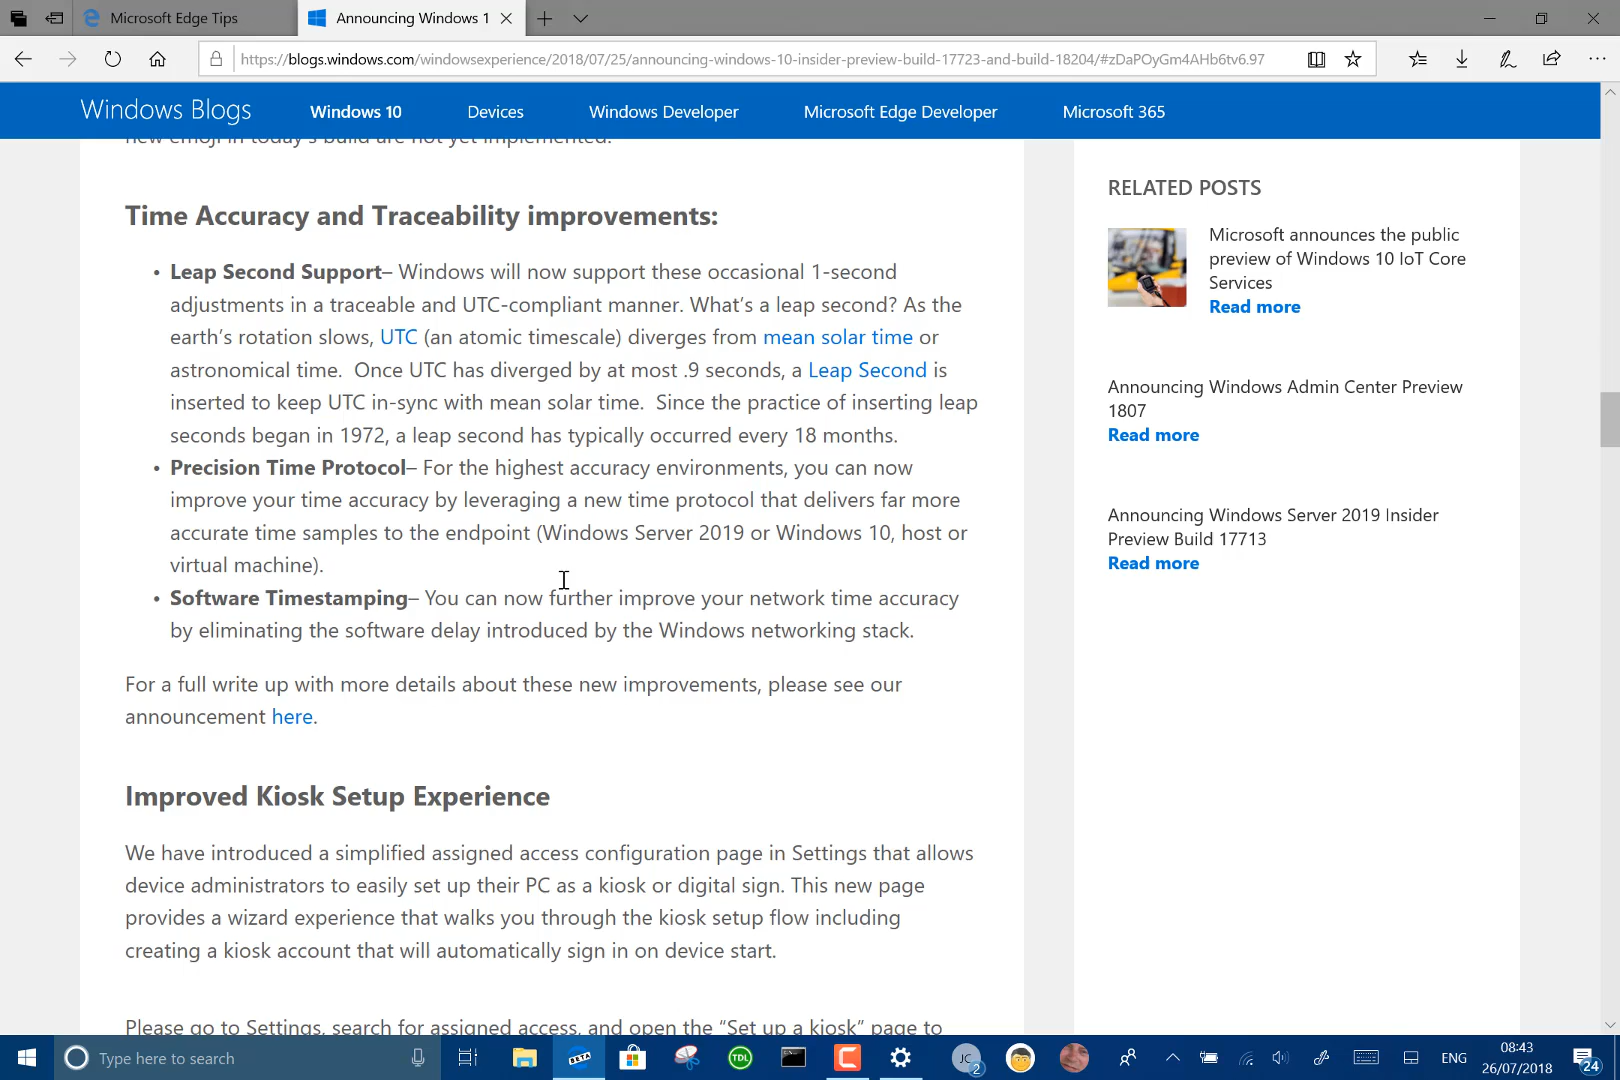 Microsoft Edge Tips
Announcing Windows 1
https://blogs.windows.com/windowsexperience/2018/07/25/announcing-windows-10-insider-preview-build-17723-and-build-18204/#zDaPOyGm4AHb6tv6.97
Windows Blogs
Windows 10
Devices
Windows Developer
Microsoft Edge Developer
Microsoft 365
new emoji in today's build are not yet implemented.
Time Accuracy and Traceability improvements:
• Leap Second Support– Windows will now support these occasional 1-second
adjustments in a traceable and UTC-compliant manner. What's a leap second? As the
earth's rotation slows, UTC (an atomic timescale) diverges from mean solar time or
astronomical time.  Once UTC has diverged by at most .9 seconds, a Leap Second is
inserted to keep UTC in-sync with mean solar time.  Since the practice of inserting leap
seconds began in 1972, a leap second has typically occurred every 18 months.
• Precision Time Protocol– For the highest accuracy environments, you can now
improve your time accuracy by leveraging a new time protocol that delivers far more
accurate time samples to the endpoint (Windows Server 2019 or Windows 10, host or
virtual machine).
• Software Timestamping– You can now further improve your network time accuracy
by eliminating the software delay introduced by the Windows networking stack.
For a full write up with more details about these new improvements, please see our
announcement here.
Improved Kiosk Setup Experience
We have introduced a simplified assigned access configuration page in Settings that allows
device administrators to easily set up their PC as a kiosk or digital sign. This new page
provides a wizard experience that walks you through the kiosk setup flow including
creating a kiosk account that will automatically sign in on device start.
Please go to Settings, search for assigned access, and open the “Set up a kiosk” page to
RELATED POSTS
Microsoft announces the public
preview of Windows 10 IoT Core
Services
Read more
Announcing Windows Admin Center Preview
1807
Read more
Announcing Windows Server 2019 Insider
Preview Build 17713
Read more
Type here to search
BETA
TDL
JC
2
ENG
08:43
26/07/2018
24